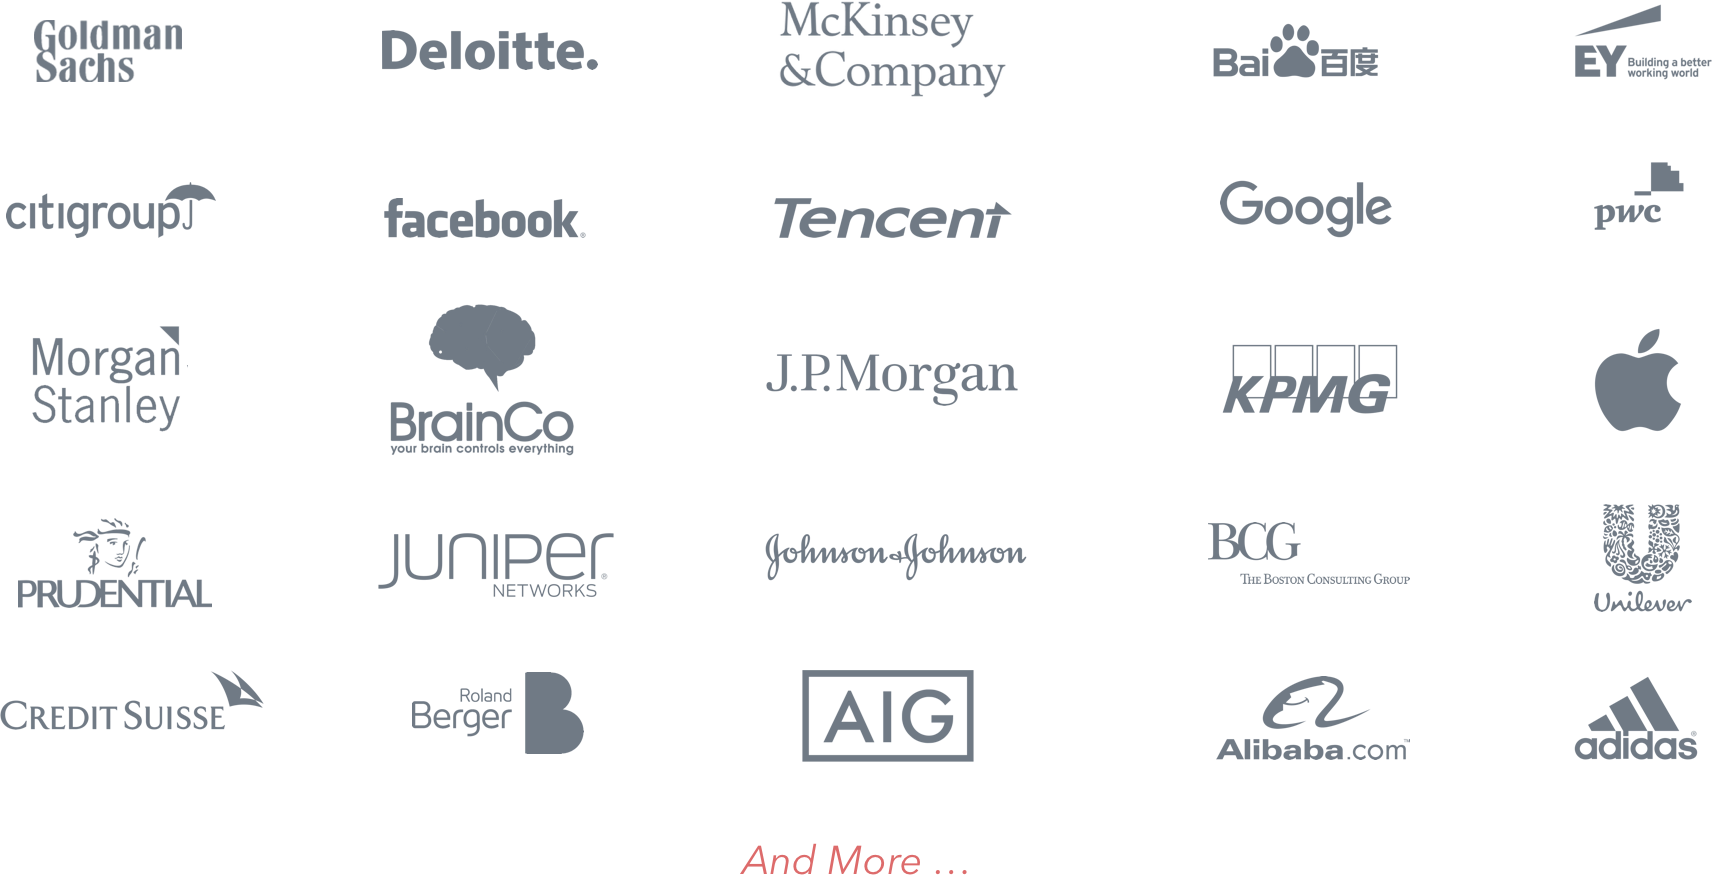 Goldman
Sachs
Deloitte.
McKinsey
&Company
Bai百度
EY Building a better
working world
citigroup
facebook®
Tencent
Google
pwc
Morgan
Stanley
BrainCo
your brain controls everything
J.P.Morgan
KPMG
PRUDENTIAL
JUNIPER®
NETWORKS
Johnson&Johnson
BCG
THE BOSTON CONSULTING GROUP
Unilever
CREDIT SUISSE
Roland
Berger
B
AIG
Alibaba.com™
adidas®
And More ...